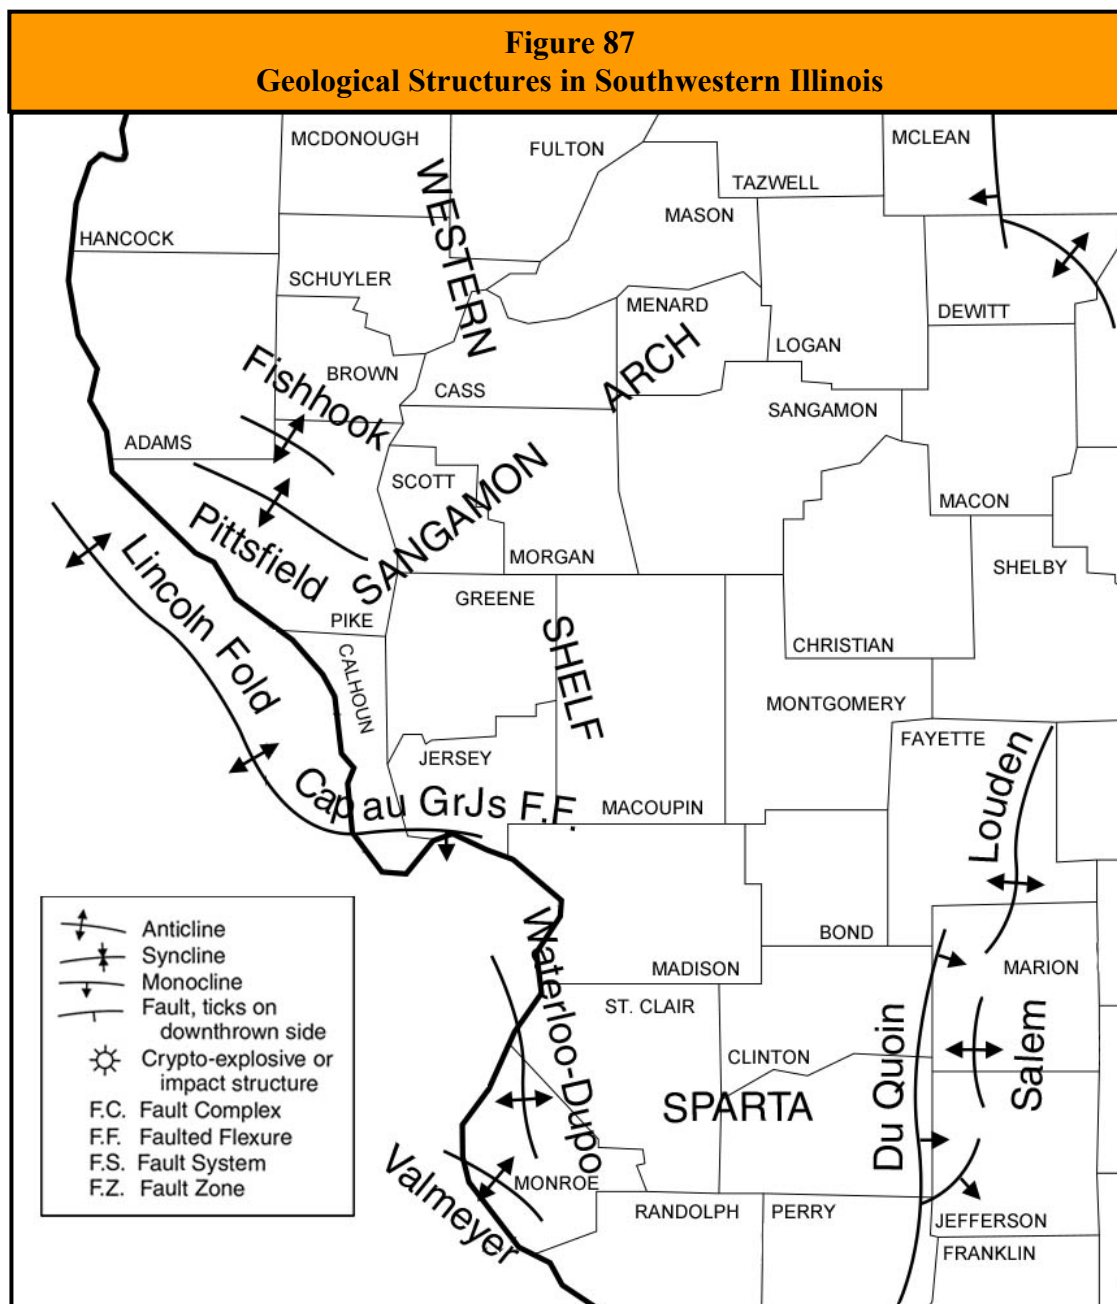 Figure 87
Geological Structures in Southwestern Illinois
MCDONOUGH
FULTON
MCLEAN
TAZWELL
MASON
WESTERN
HANCOCK
SCHUYLER
MENARD
DEWITT
LOGAN
ARCH
Fishhook
BROWN
CASS
SANGAMON
ADAMS
SCOTT
MACON
SANGAMON
Pittsfield
MORGAN
SHELBY
Lincoln Fold
GREENE
PIKE
SHELF
CHRISTIAN
CALHOUN
MONTGOMERY
FAYETTE
JERSEY
Louden
Cap au GrJs F.F.
MACOUPIN
Anticline
Syncline
Monocline
Fault, ticks on
downthrown side
Crypto-explosive or
impact structure
F.C. Fault Complex
F.F. Faulted Flexure
F.S. Fault System
F.Z. Fault Zone
Waterloo-Dupo
BOND
MADISON
MARION
ST. CLAIR
Du Quoin
Salem
CLINTON
SPARTA
Valmeyer
MONROE
RANDOLPH
PERRY
JEFFERSON
FRANKLIN